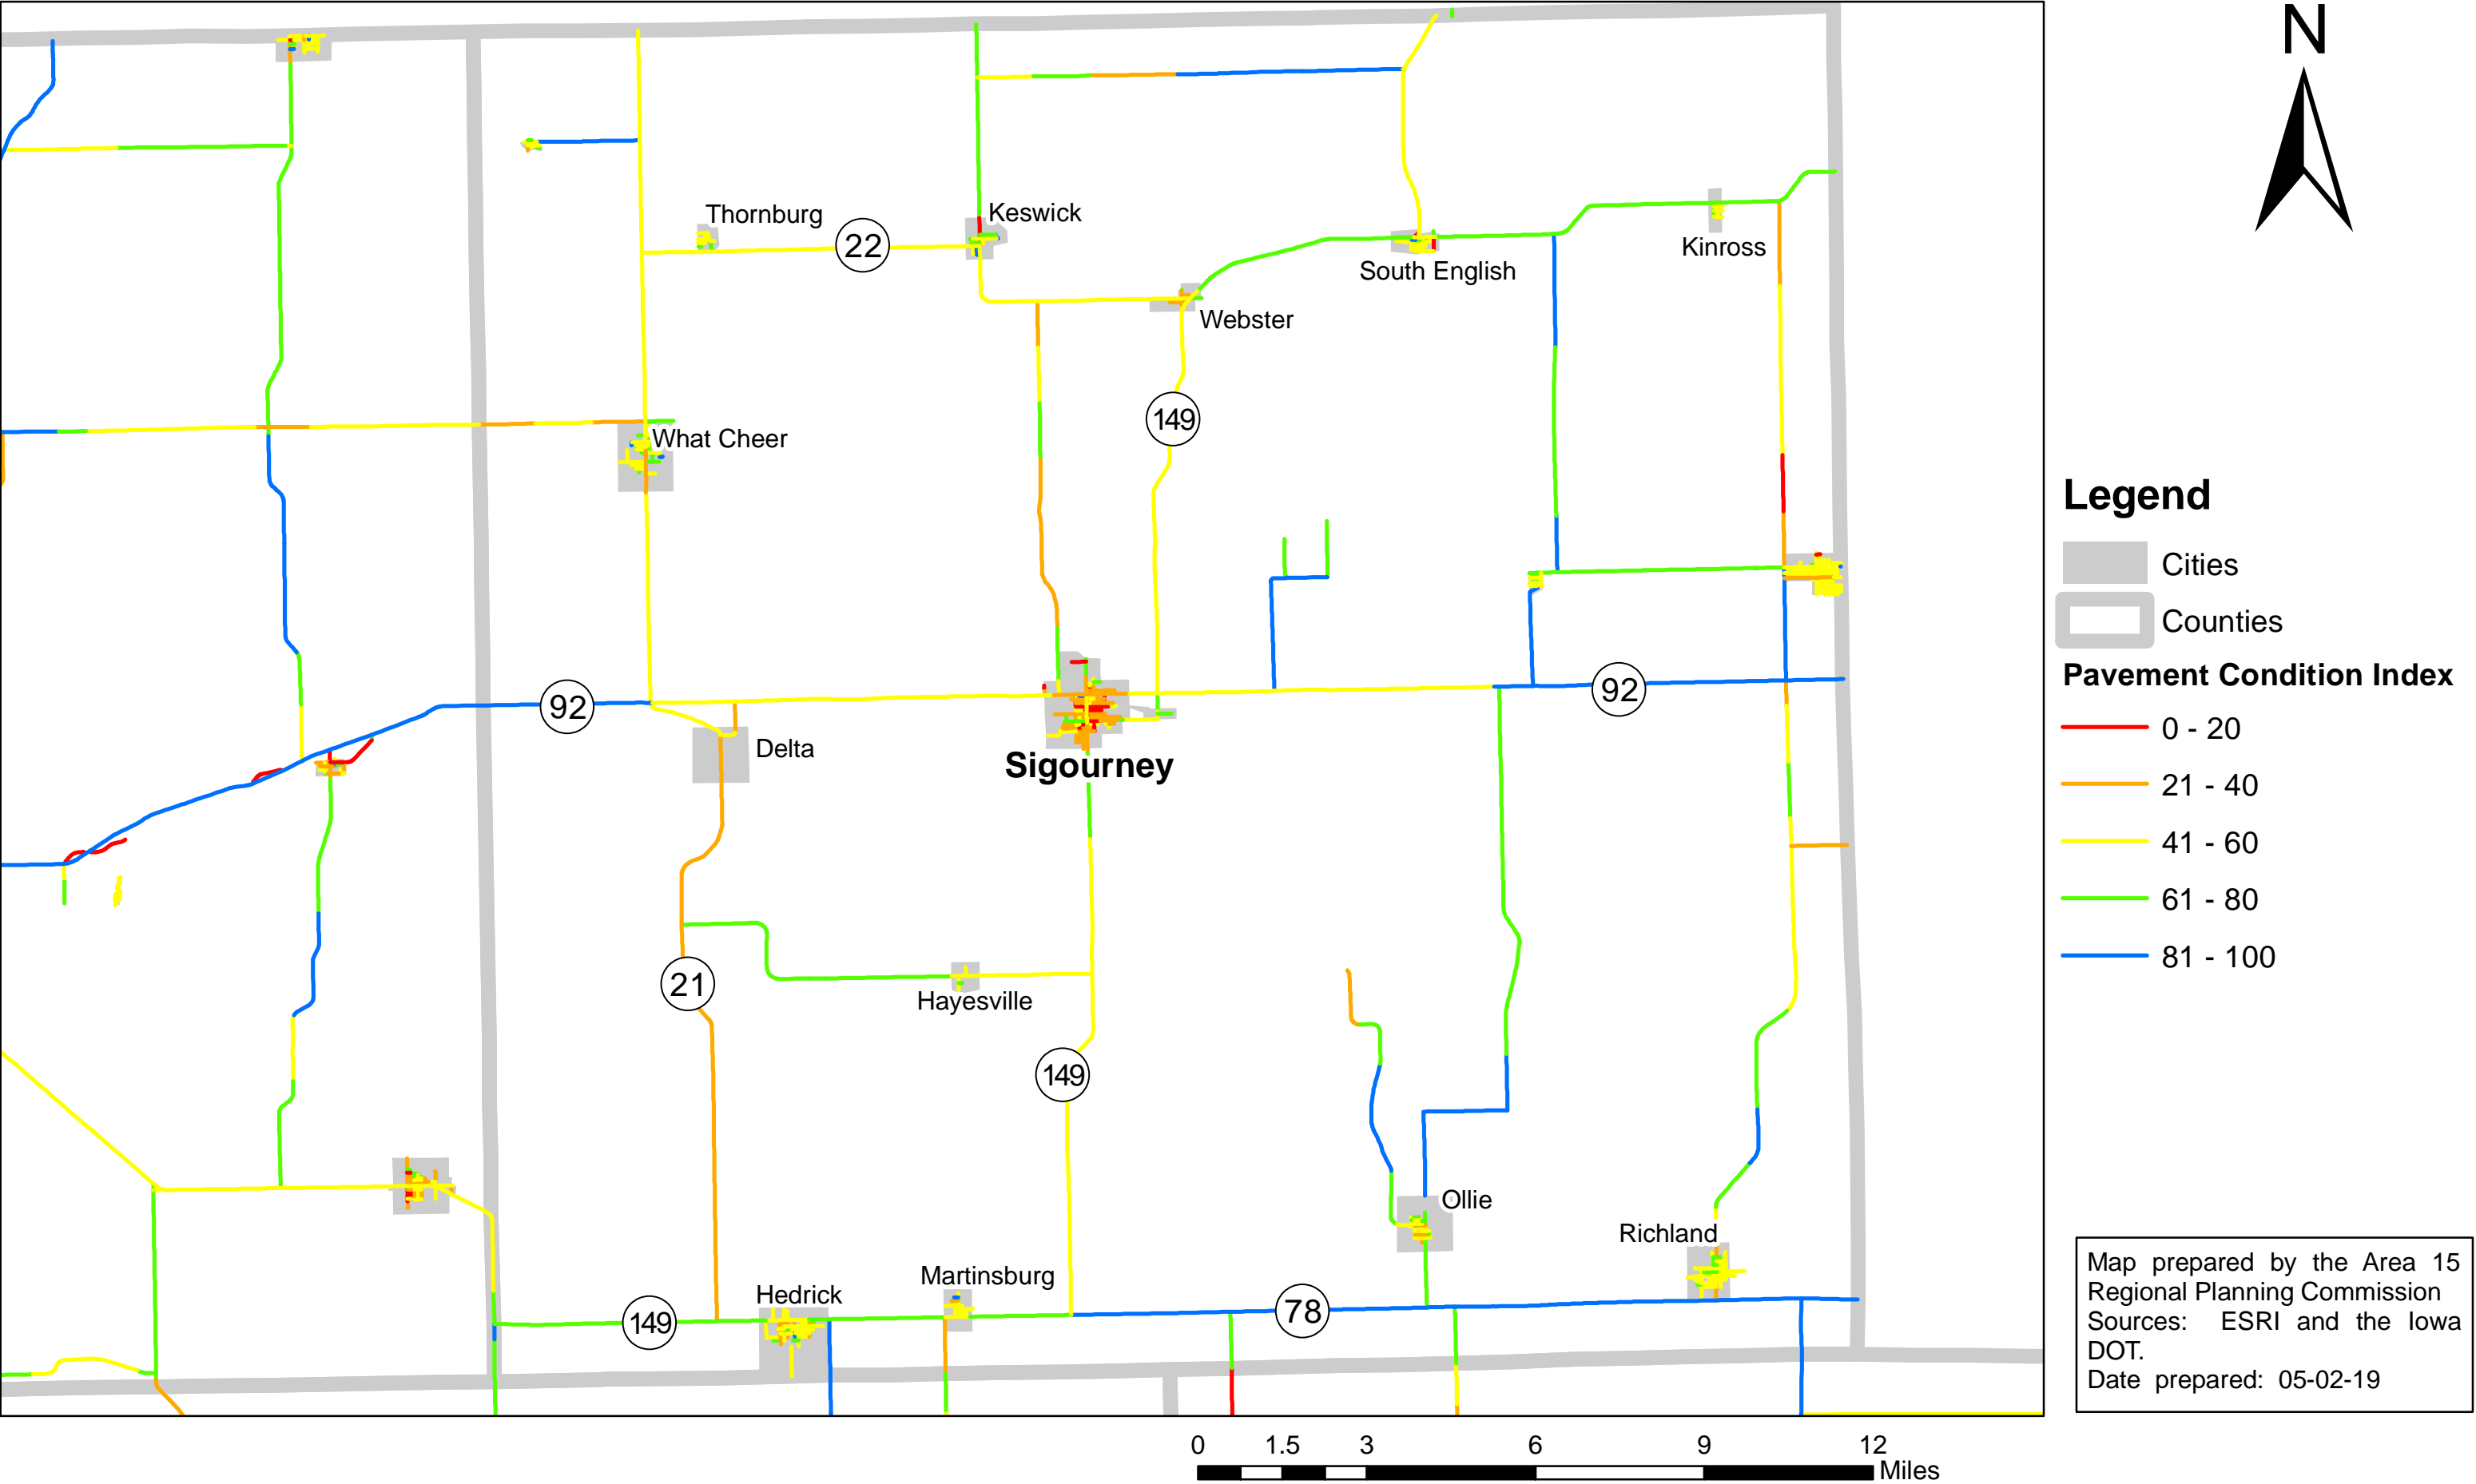 N
Thornburg
Keswick
22
Kinross
South English
Webster
149
What Cheer
92
92
Delta
Sigourney
21
Hayesville
149
Ollie
Richland
Martinsburg
Hedrick
149
78
Legend
Cities
Counties
Pavement Condition Index
0 - 20
21 - 40
41 - 60
61 - 80
81 - 100
Map prepared by the Area 15
Regional Planning Commission
Sources: ESRI and the Iowa
DOT.
Date prepared: 05-02-19
0 1.5 3 6 9 12
Miles